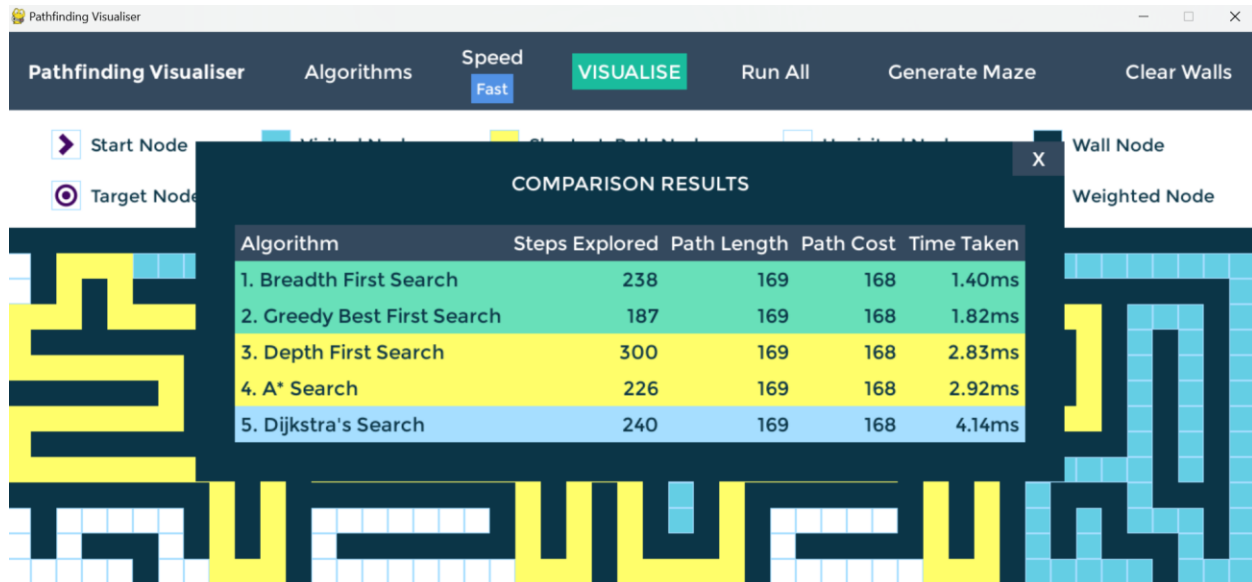 Pathfinding Visualiser
Pathfinding Visualiser Algorithms Speed Fast VISUALISE Run All Generate Maze Clear Walls
Start Node Wall Node
Target Node Weighted Node
X
COMPARISON RESULTS
Algorithm Steps Explored Path Length Path Cost Time Taken
1. Breadth First Search 238 169 168 1.40ms
2. Greedy Best First Search 187 169 168 1.82ms
3. Depth First Search 300 169 168 2.83ms
4. A* Search 226 169 168 2.92ms
5. Dijkstra's Search 240 169 168 4.14ms